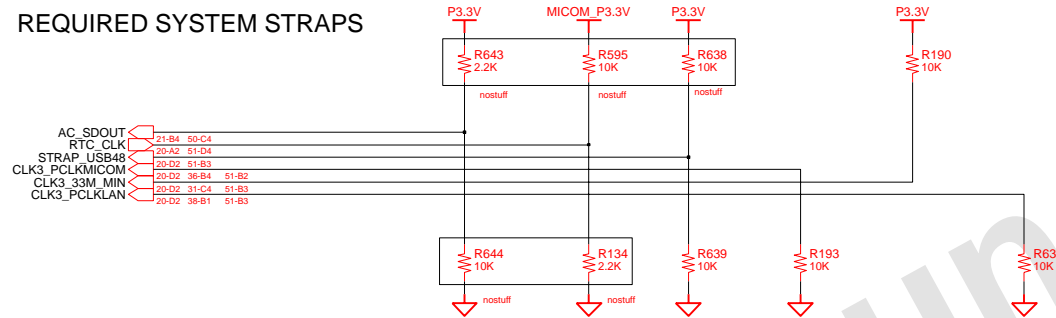 REQUIRED SYSTEM STRAPS
P3.3V MICOM_P3.3V P3.3V P3.3V
R643 R595 R638 R190
2.2K 10K 10K 10K
nostuff nostuff nostuff
AC_SDOUT 21-B4 50-C4
RTC_CLK
STRAP_USB48 20-A2 51-D4
CLK3_PCLKMICOM 20-D2 51-B3
CLK3_33M_MIN 20-D2 36-B4 51-B2
CLK3_PCLKLAN 20-D2 31-C4 51-B3
20-D2 38-B1 51-B3
R644 R134 R639 R193 R63
10K 2.2K 10K 10K 10K
nostuff nostuff